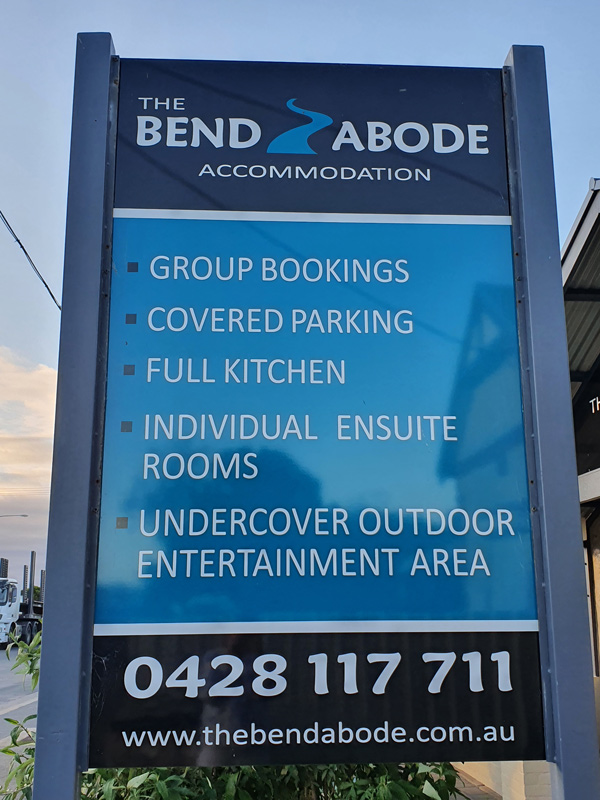 THE
BEND ABODE
ACCOMMODATION
GROUP BOOKINGS
COVERED PARKING
FULL KITCHEN
INDIVIDUAL ENSUITE
ROOMS
UNDERCOVER OUTDOOR
ENTERTAINMENT AREA
0428 117 711
www.thebendabode.com.au